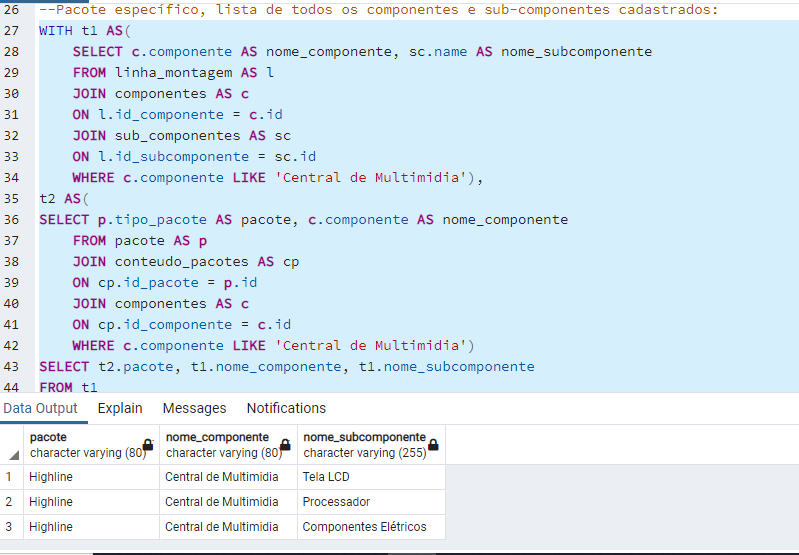 26 --Pacote específico, lista de todos os componentes e sub-componentes cadastrados:
27 WITH t1 AS(
28 SELECT c.componente AS nome_componente, sc.name AS nome_subcomponente
29 FROM linha_montagem AS l
30 JOIN componentes AS c
31 ON l.id_componente = c.id
32 JOIN sub_componentes AS sc
33 ON l.id_subcomponente = sc.id
34 WHERE c.componente LIKE 'Central de Multimidia'),
35 t2 AS(
36 SELECT p.tipo_pacote AS pacote, c.componente AS nome_componente
37 FROM pacote AS p
38 JOIN conteudo_pacotes AS cp
39 ON cp.id_pacote = p.id
40 JOIN componentes AS c
41 ON cp.id_componente = c.id
42 WHERE c.componente LIKE 'Central de Multimidia')
43 SELECT t2.pacote, t1.nome_componente, t1.nome_subcomponente
44 FROM t1
Data Output Explain Messages Notifications
pacote nome_componente nome_subcomponente
character varying (80) character varying (80) character varying (255)
1 Highline Central de Multimidia Tela LCD
2 Highline Central de Multimidia Processador
3 Highline Central de Multimidia Componentes Elétricos